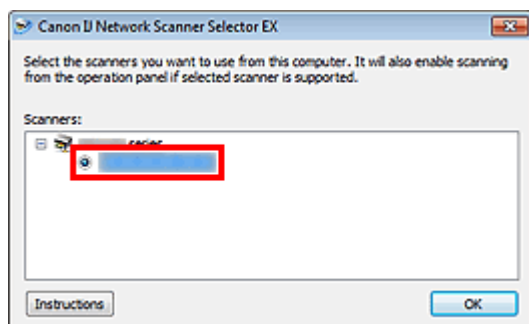 Canon IJ Network Scanner Selector EX
Select the scanners you want to use from this computer. It will also enable scanning
from the operation panel if selected scanner is supported.
Scanners:
series
Instructions
OK